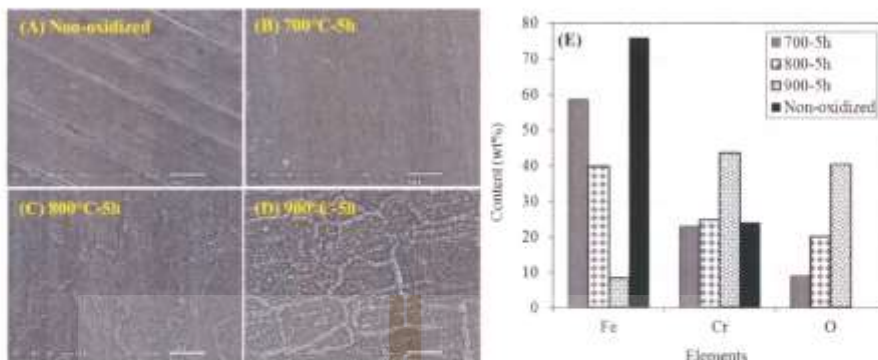 (A) Non-oxidized
(B) 700°C-5h
(C) 800°C-5h
(D) 900°C-5h
(E)
80
70
60
50
40
30
20
10
0
Content (wt%)
700-5h
800-5h
900-5h
Non-oxidized
Fe
Cr
O
Elements